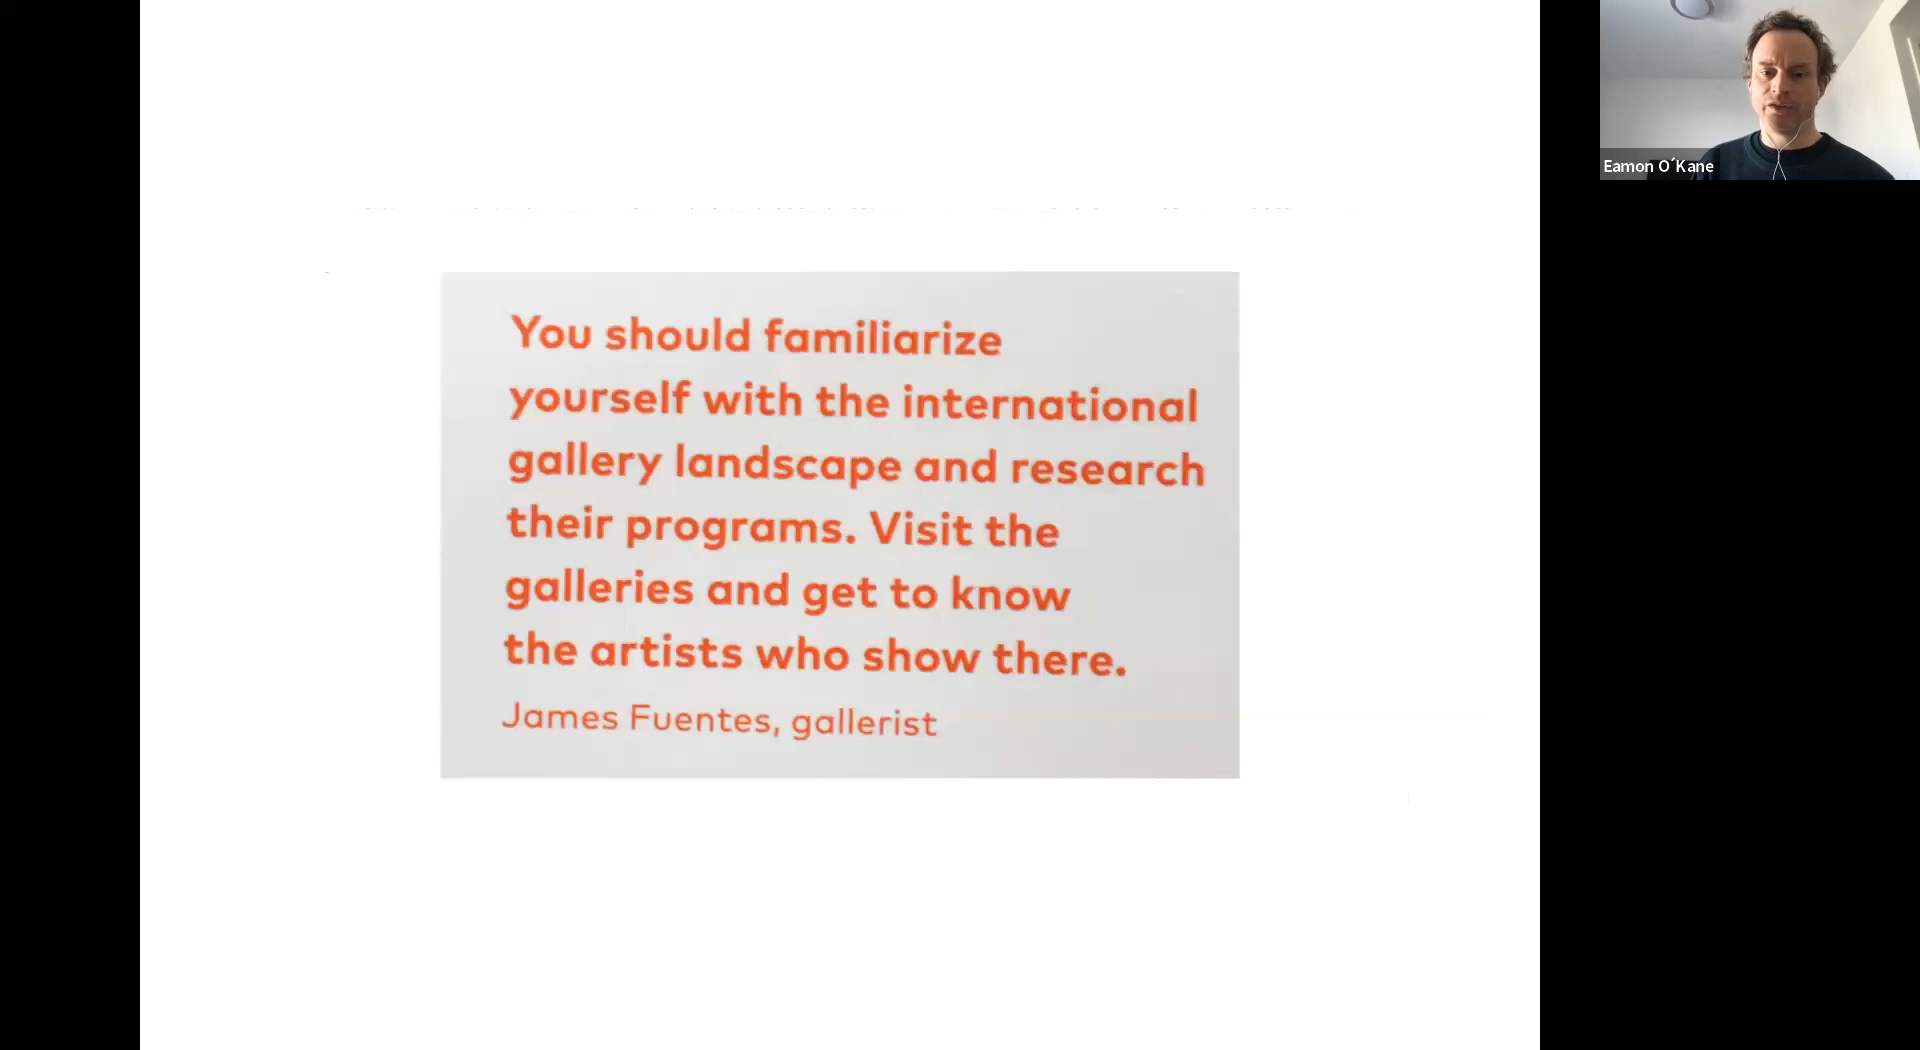 You should familiarize
yourself with the international
gallery landscape and research
their programs. Visit the
galleries and get to know
the artists who show there.
James Fuentes, gallerist
Eamon O´Kane